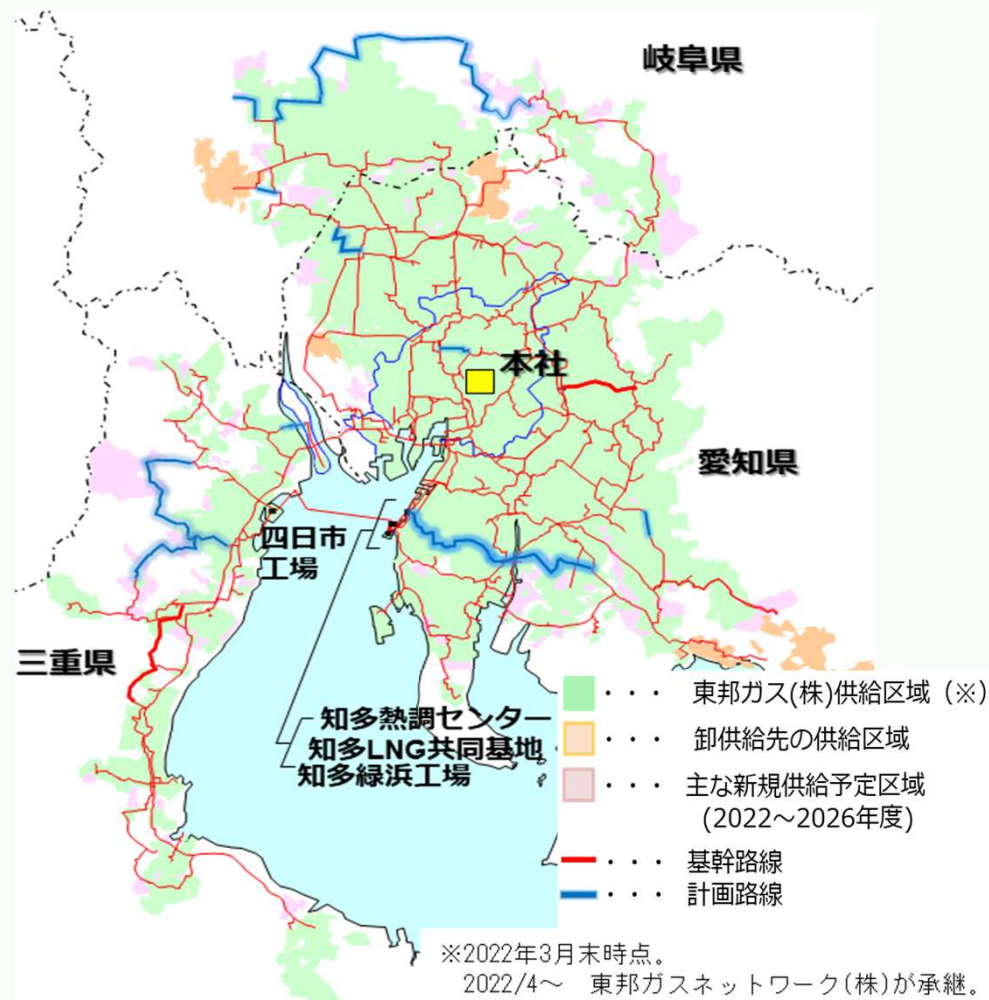 岐阜県
本社
愛知県
四日市
工場
三重県
知多熱調センター
知多LNG共同基地
知多緑浜工場
・・・ 東邦ガス(株)供給区域（※）
・・・ 卸供給先の供給区域
・・・ 主な新規供給予定区域
(2022～2026年度)
・・・ 基幹路線
・・・ 計画路線
※2022年3月末時点。
2022/4～ 東邦ガスネットワーク(株)が承継。